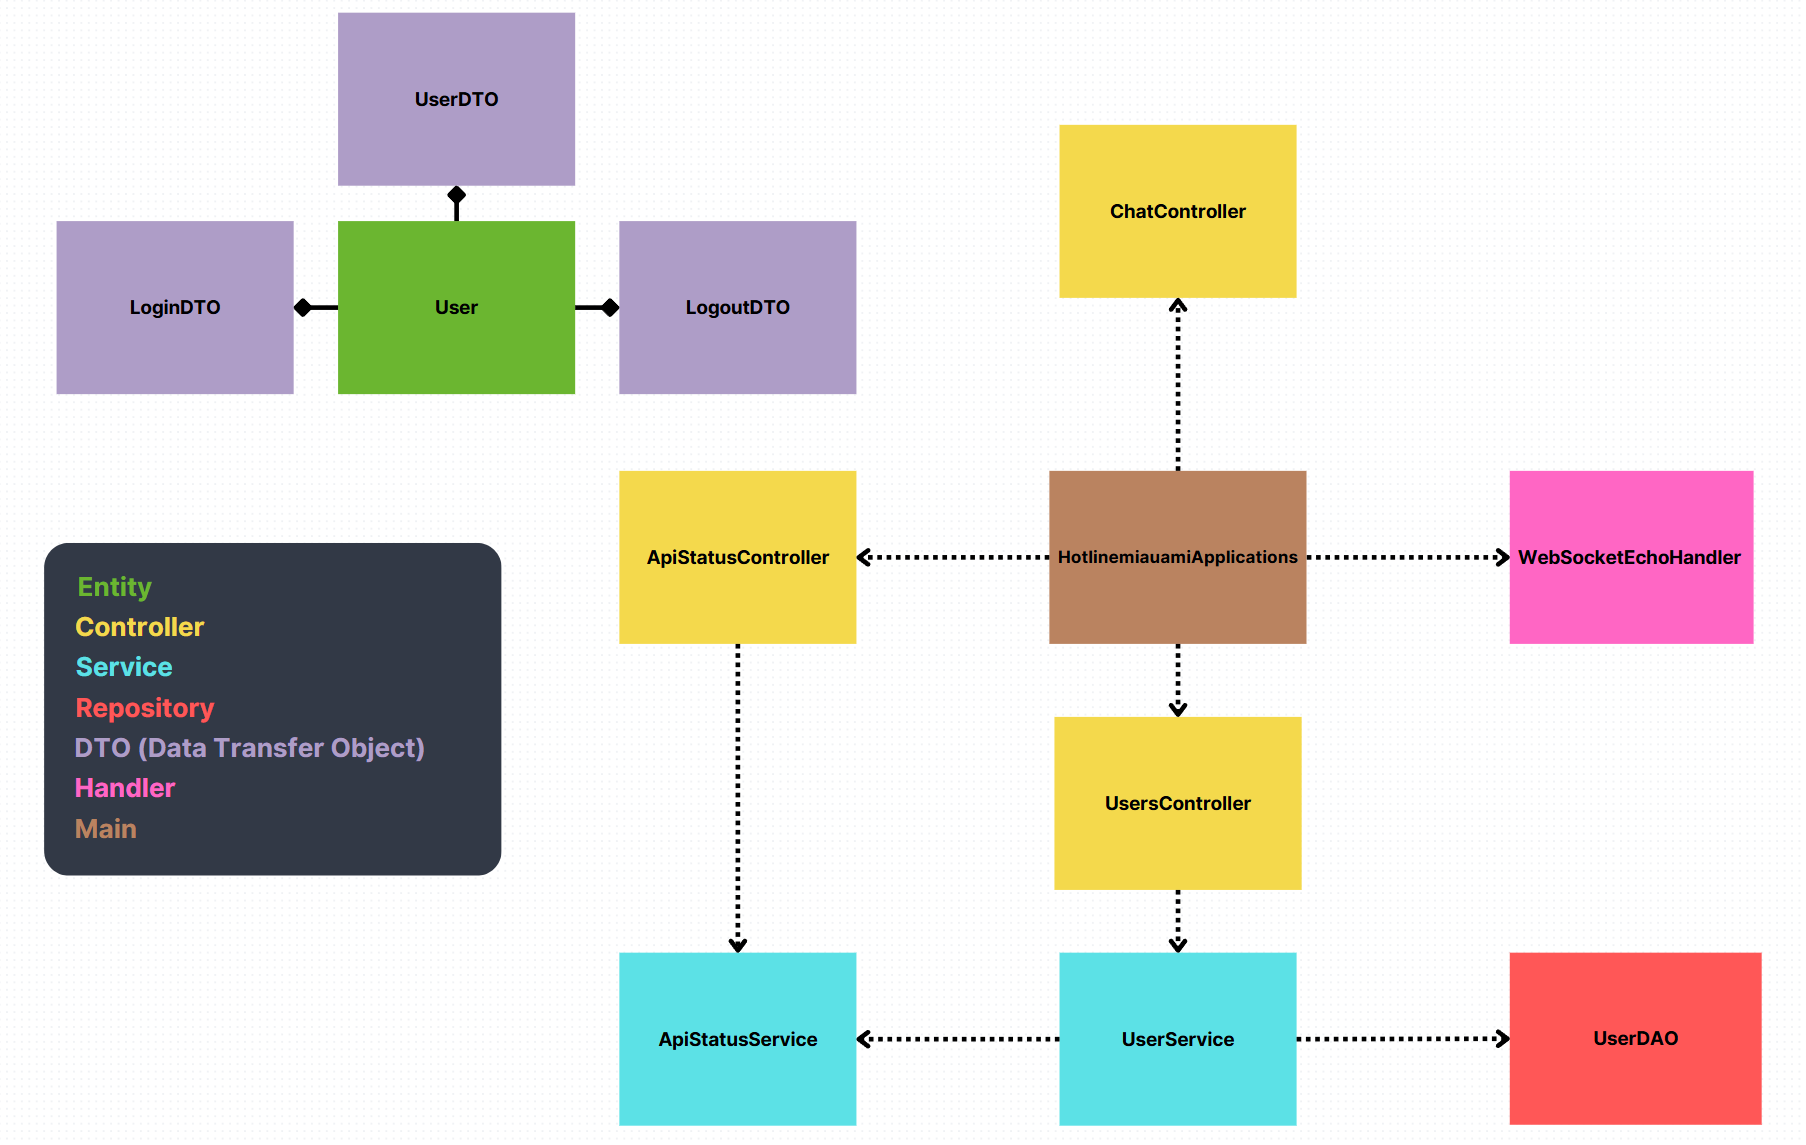 UserDTO
ChatController
LoginDTO
User
LogoutDTO
ApiStatusController
HotlinemiauamiApplications
WebSocketEchoHandler
Entity
Controller
Service
Repository
DTO (Data Transfer Object)
Handler
Main
UsersController
ApiStatusService
UserService
UserDAO